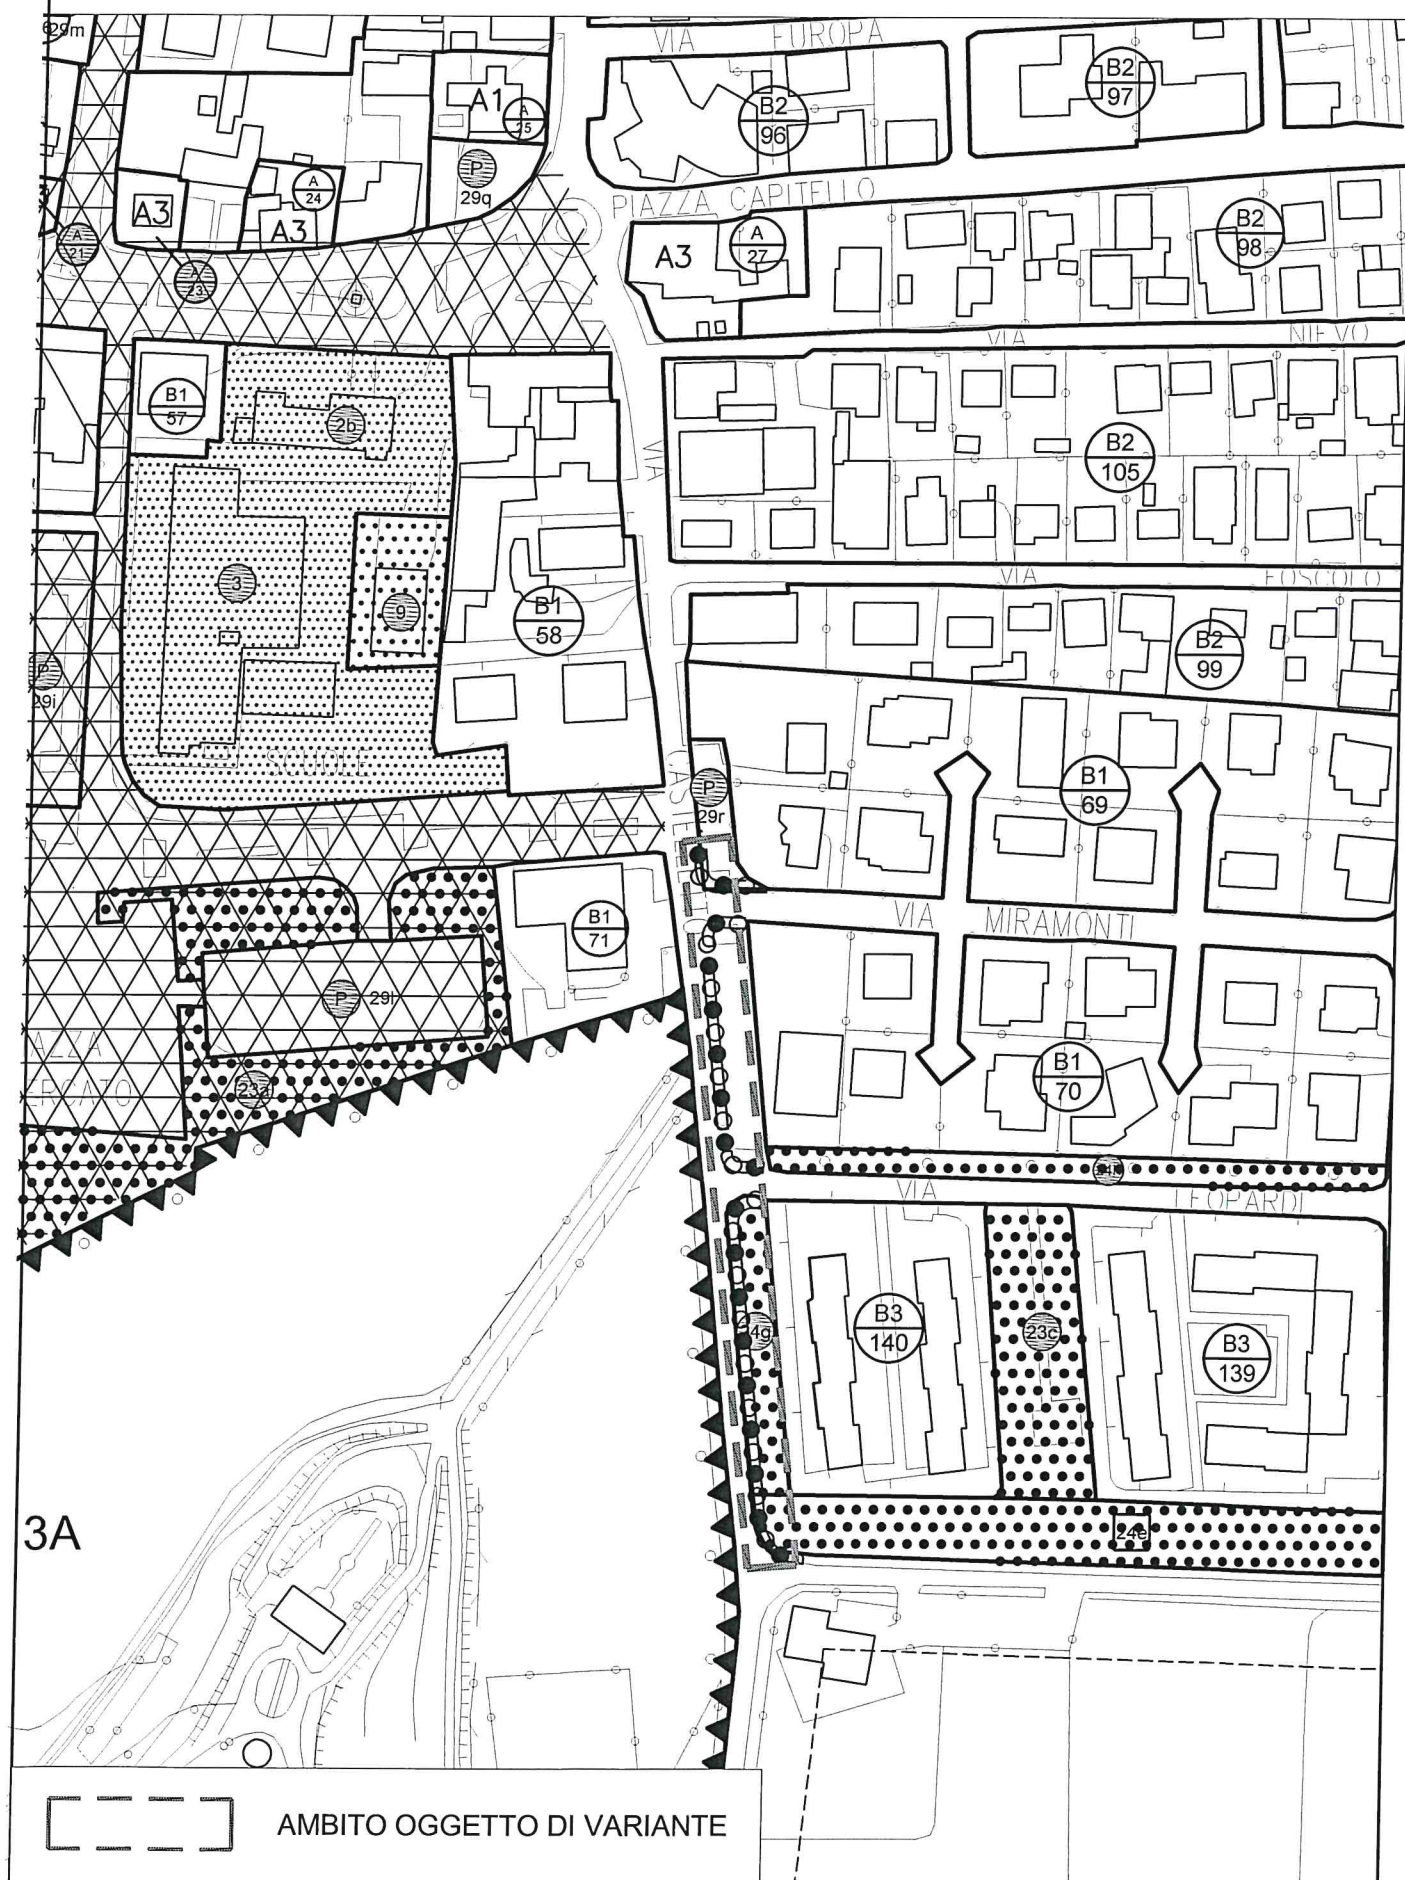 29m
VIA EUROPA
A1
A
25
B2
96
B2
97
P
29q
PIAZZA CAPITELLO
A3
A
24
A3
A
21
A
23
A3
A
27
B2
98
VIA NIEVO
B1
57
2b
VIA
B2
105
3
9
B1
58
VIA FOSCOLO
B2
99
P
29i
SCUOLE
P
29r
B1
69
B1
71
VIA MIRAMONTI
P 29l
23a
B1
70
VIA LEOPARDI
4g
B3
140
23c
B3
139
24e
3A
AMBITO OGGETTO DI VARIANTE